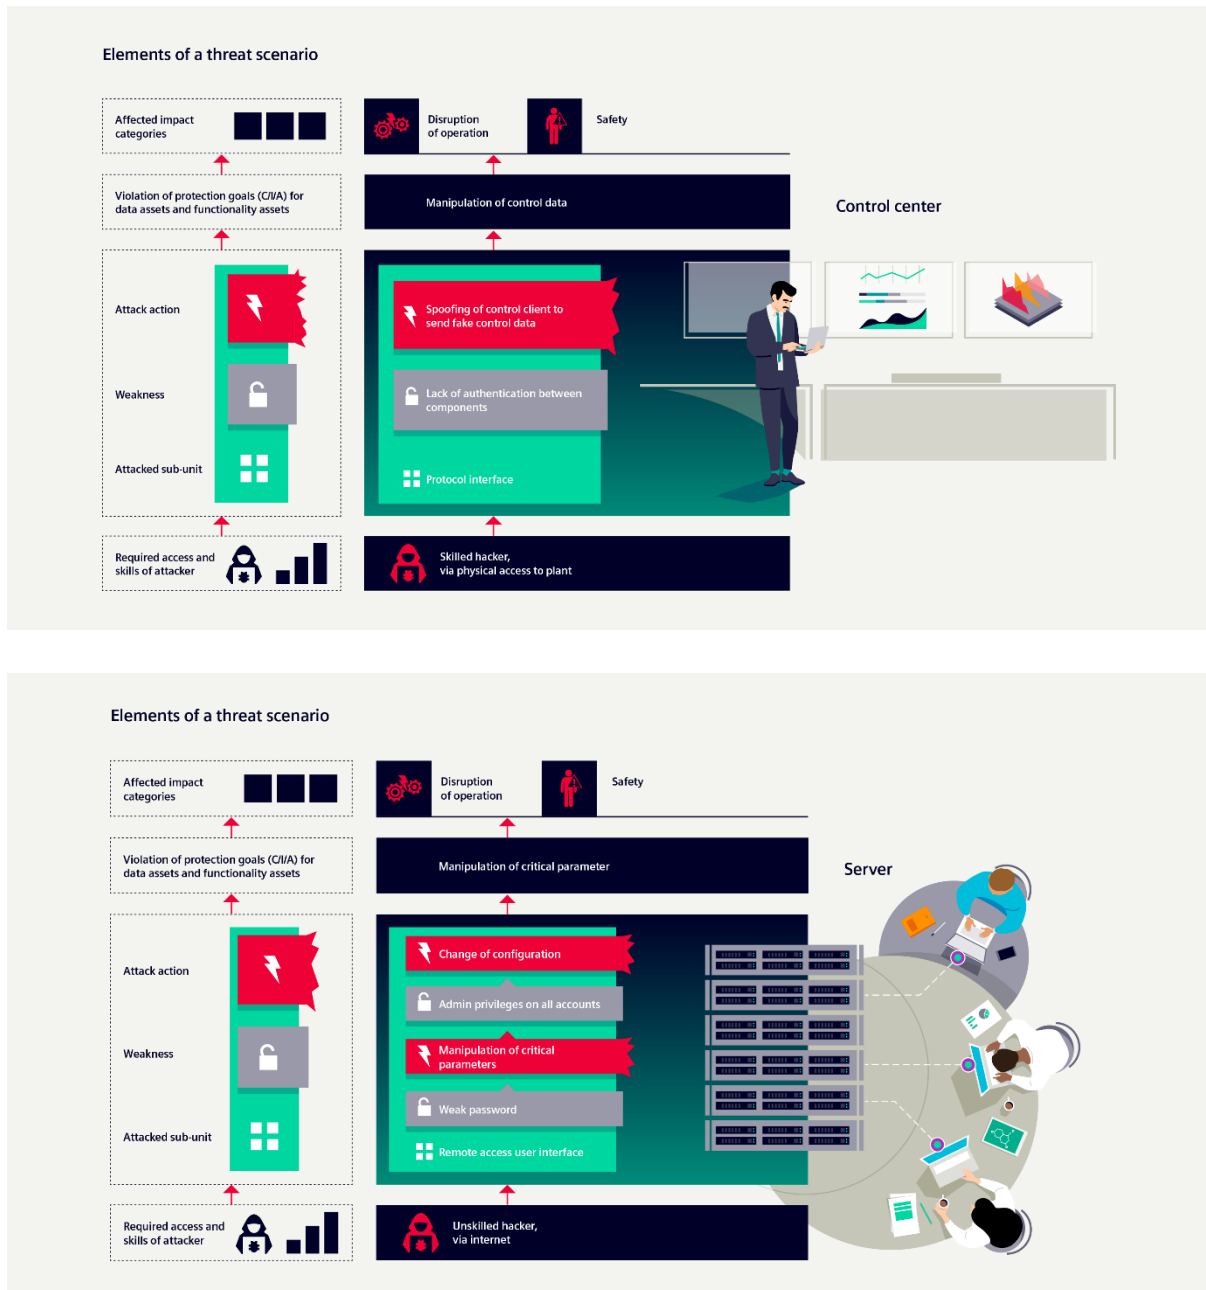 Elements of a threat scenario
Affected impact
categories
Disruption
of operation
Safety
Violation of protection goals (C/I/A) for
data assets and functionality assets
Manipulation of control data
Control center
Attack action
Spoofing of control client to
send fake control data
Weakness
Lack of authentication between
components
Attacked sub-unit
Protocol interface
Required access and
skills of attacker
Skilled hacker,
via physical access to plant
Elements of a threat scenario
Affected impact
categories
Disruption
of operation
Safety
Violation of protection goals (C/I/A) for
data assets and functionality assets
Manipulation of critical parameter
Server
Attack action
Change of configuration
Admin privileges on all accounts
Weakness
Manipulation of critical
parameters
Weak password
Attacked sub-unit
Remote access user interface
Required access and
skills of attacker
Unskilled hacker,
via internet